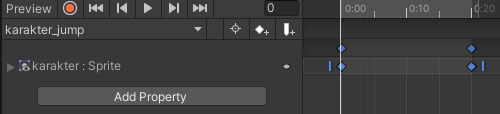 Preview 0 0:00 0:10 0:20
karakter_jump
karakter : Sprite
Add Property